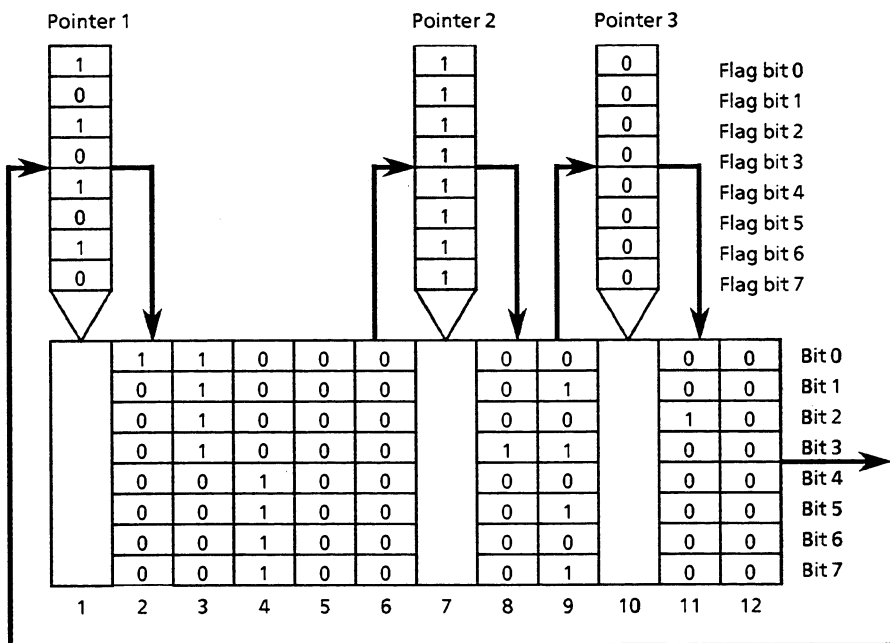 Pointer 1 Pointer 2 Pointer 3
1 1 0 Flag bit 0
0 1 0 Flag bit 1
1 1 0 Flag bit 2
0 1 0 Flag bit 3
1 1 0 Flag bit 4
0 1 0 Flag bit 5
1 1 0 Flag bit 6
0 1 0 Flag bit 7
1 1 0 0 0 0 0 0 0 Bit 0
0 1 0 0 0 0 1 0 0 Bit 1
0 1 0 0 0 0 0 1 0 Bit 2
0 1 0 0 0 1 1 0 0 Bit 3
0 0 1 0 0 0 0 0 0 Bit 4
0 0 1 0 0 0 1 0 0 Bit 5
0 0 1 0 0 0 0 0 0 Bit 6
0 0 1 0 0 0 1 0 0 Bit 7
1 2 3 4 5 6 7 8 9 10 11 12